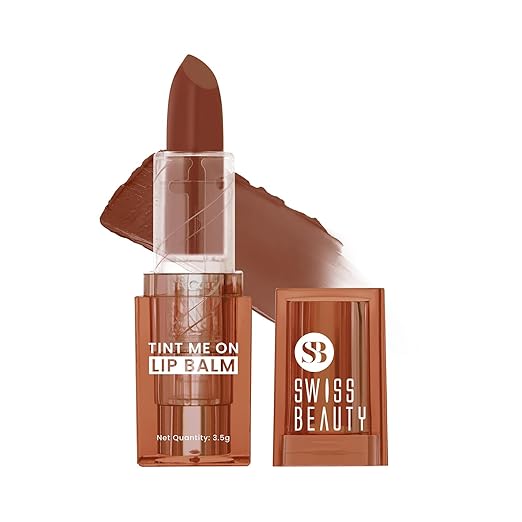 TINT ME ON
LIP BALM
Net Quantity: 3.5g
SB
SWISS
BEAUTY